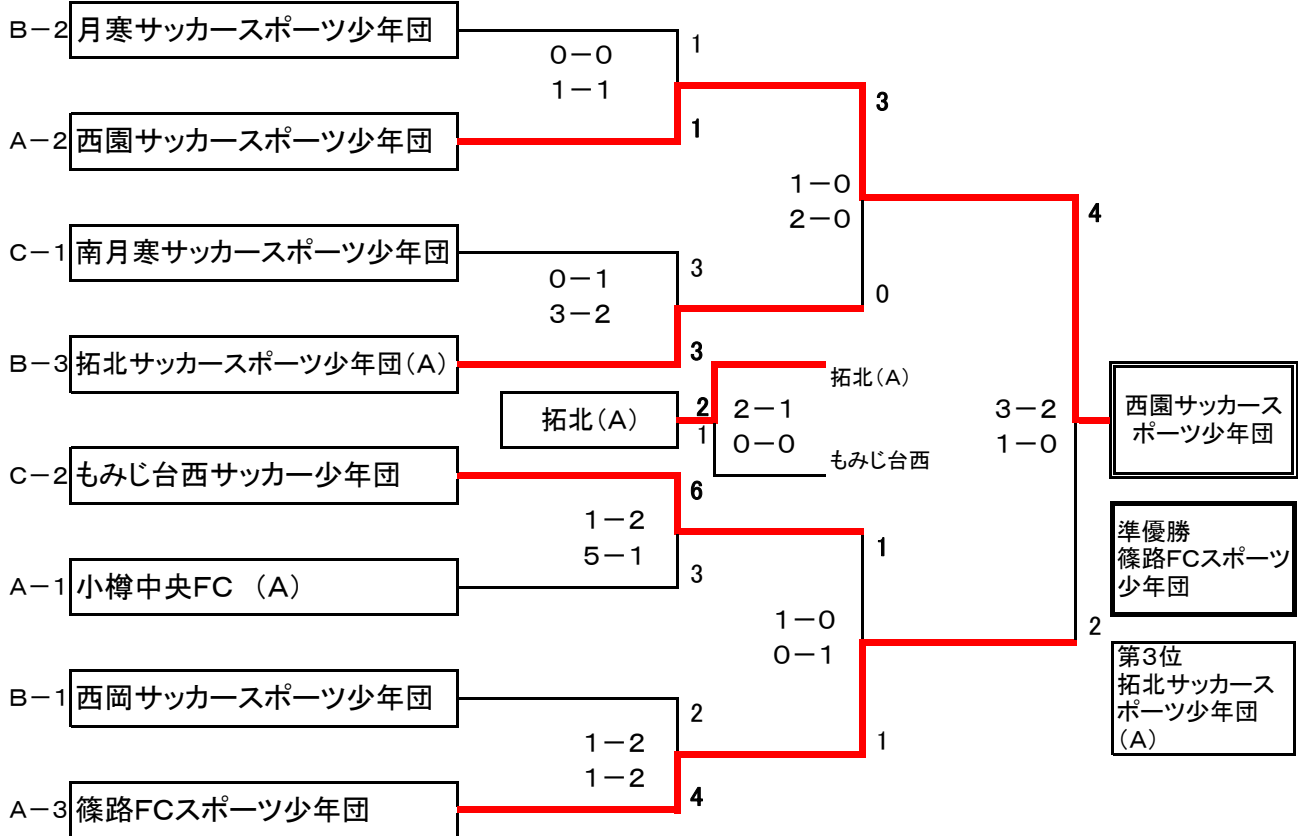 B－2 月寒サッカースポーツ少年団
1
0－0
1－1
3
A－2 西園サッカースポーツ少年団
1
1－0
2－0
4
C－1 南月寒サッカースポーツ少年団
3
0－1
3－2
0
B－3 拓北サッカースポーツ少年団(A)
3
拓北(A)
拓北(A)
2
1
2－1
0－0
もみじ台西
3－2
1－0
西園サッカース
ポーツ少年団
C－2 もみじ台西サッカー少年団
6
1－2
5－1
1
準優勝
篠路FCスポーツ
少年団
A－1 小樽中央FC （A）
3
1－0
0－1
2
第3位
拓北サッカース
ポーツ少年団
(A)
B－1 西岡サッカースポーツ少年団
2
1－2
1－2
1
A－3 篠路FCスポーツ少年団
4